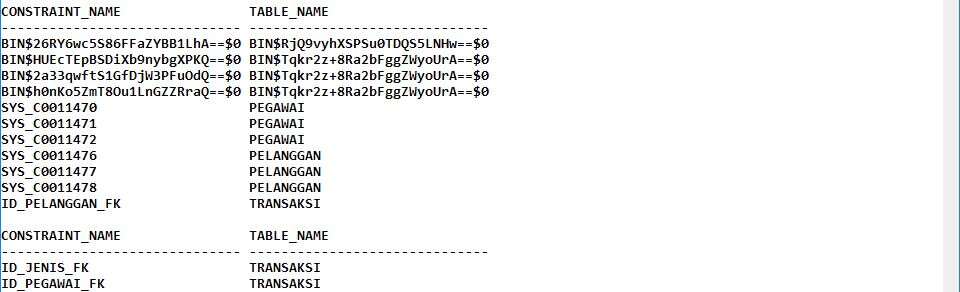 CONSTRAINT_NAME TABLE_NAME
------------------------------ ------------------------------
BIN$26RY6wc5S86FFaZYBB1LhA==$0 BIN$RjQ9vyhXSPSu0TDQS5LNHw==$0
BIN$HUEcTEpBSDiXb9nybgXPKQ==$0 BIN$Tqkr2z+8Ra2bFggZWyoUrA==$0
BIN$2a33qwftS1GfDjW3PFuOdQ==$0 BIN$Tqkr2z+8Ra2bFggZWyoUrA==$0
BIN$h0nKo5ZmT8Ou1LnGZZRraQ==$0 BIN$Tqkr2z+8Ra2bFggZWyoUrA==$0
SYS_C0011470 PEGAWAI
SYS_C0011471 PEGAWAI
SYS_C0011472 PEGAWAI
SYS_C0011476 PELANGGAN
SYS_C0011477 PELANGGAN
SYS_C0011478 PELANGGAN
ID_PELANGGAN_FK TRANSAKSI
CONSTRAINT_NAME TABLE_NAME
------------------------------ ------------------------------
ID_JENIS_FK TRANSAKSI
ID_PEGAWAI_FK TRANSAKSI